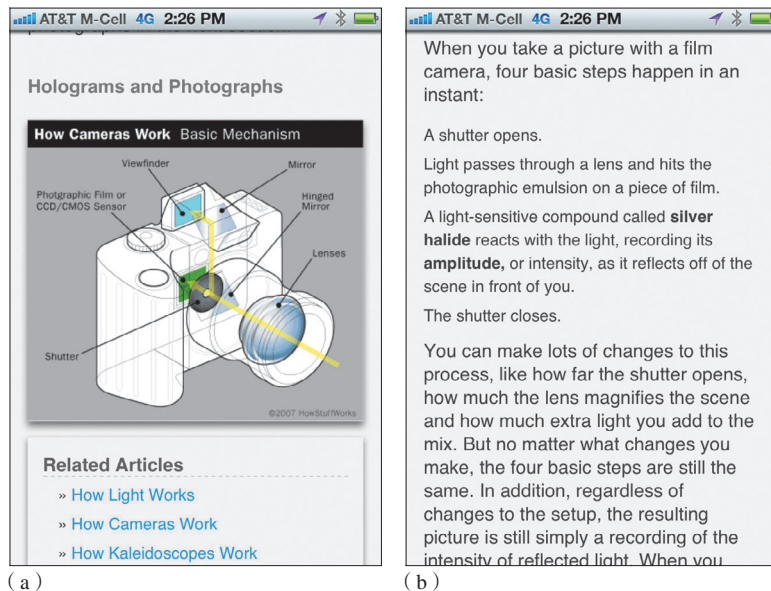 AT&T M-Cell 4G 2:26 PM
Holograms and Photographs
How Cameras Work Basic Mechanism
Viewfinder
Mirror
Photgraphic Film or
CCD/CMOS Sensor
Hinged
Mirror
Lenses
Shutter
©2007 HowStuffWorks
Related Articles
» How Light Works
» How Cameras Work
» How Kaleidoscopes Work
(a)
AT&T M-Cell 4G 2:26 PM
When you take a picture with a film
camera, four basic steps happen in an
instant:
A shutter opens.
Light passes through a lens and hits the
photographic emulsion on a piece of film.
A light-sensitive compound called silver
halide reacts with the light, recording its
amplitude, or intensity, as it reflects off of the
scene in front of you.
The shutter closes.
You can make lots of changes to this
process, like how far the shutter opens,
how much the lens magnifies the scene
and how much extra light you add to the
mix. But no matter what changes you
make, the four basic steps are still the
same. In addition, regardless of
changes to the setup, the resulting
picture is still simply a recording of the
intensity of reflected light. When you
(b)